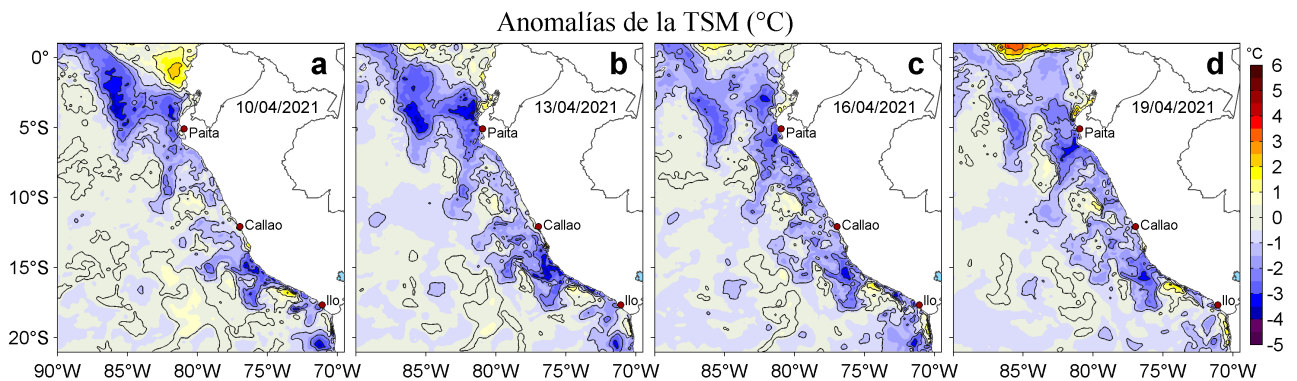 Anomalías de la TSM (°C)
a b c d
10/04/2021 13/04/2021 16/04/2021 19/04/2021
Paita Paita Paita Paita
Callao Callao Callao Callao
Ilo Ilo Ilo Ilo
0°
5°S
10°S
15°S
20°S
90°W 85°W 80°W 75°W 70°W 85°W 80°W 75°W 70°W 85°W 80°W 75°W 70°W 85°W 80°W 75°W 70°W
°C
6
5
4
3
2
1
0
-1
-2
-3
-4
-5